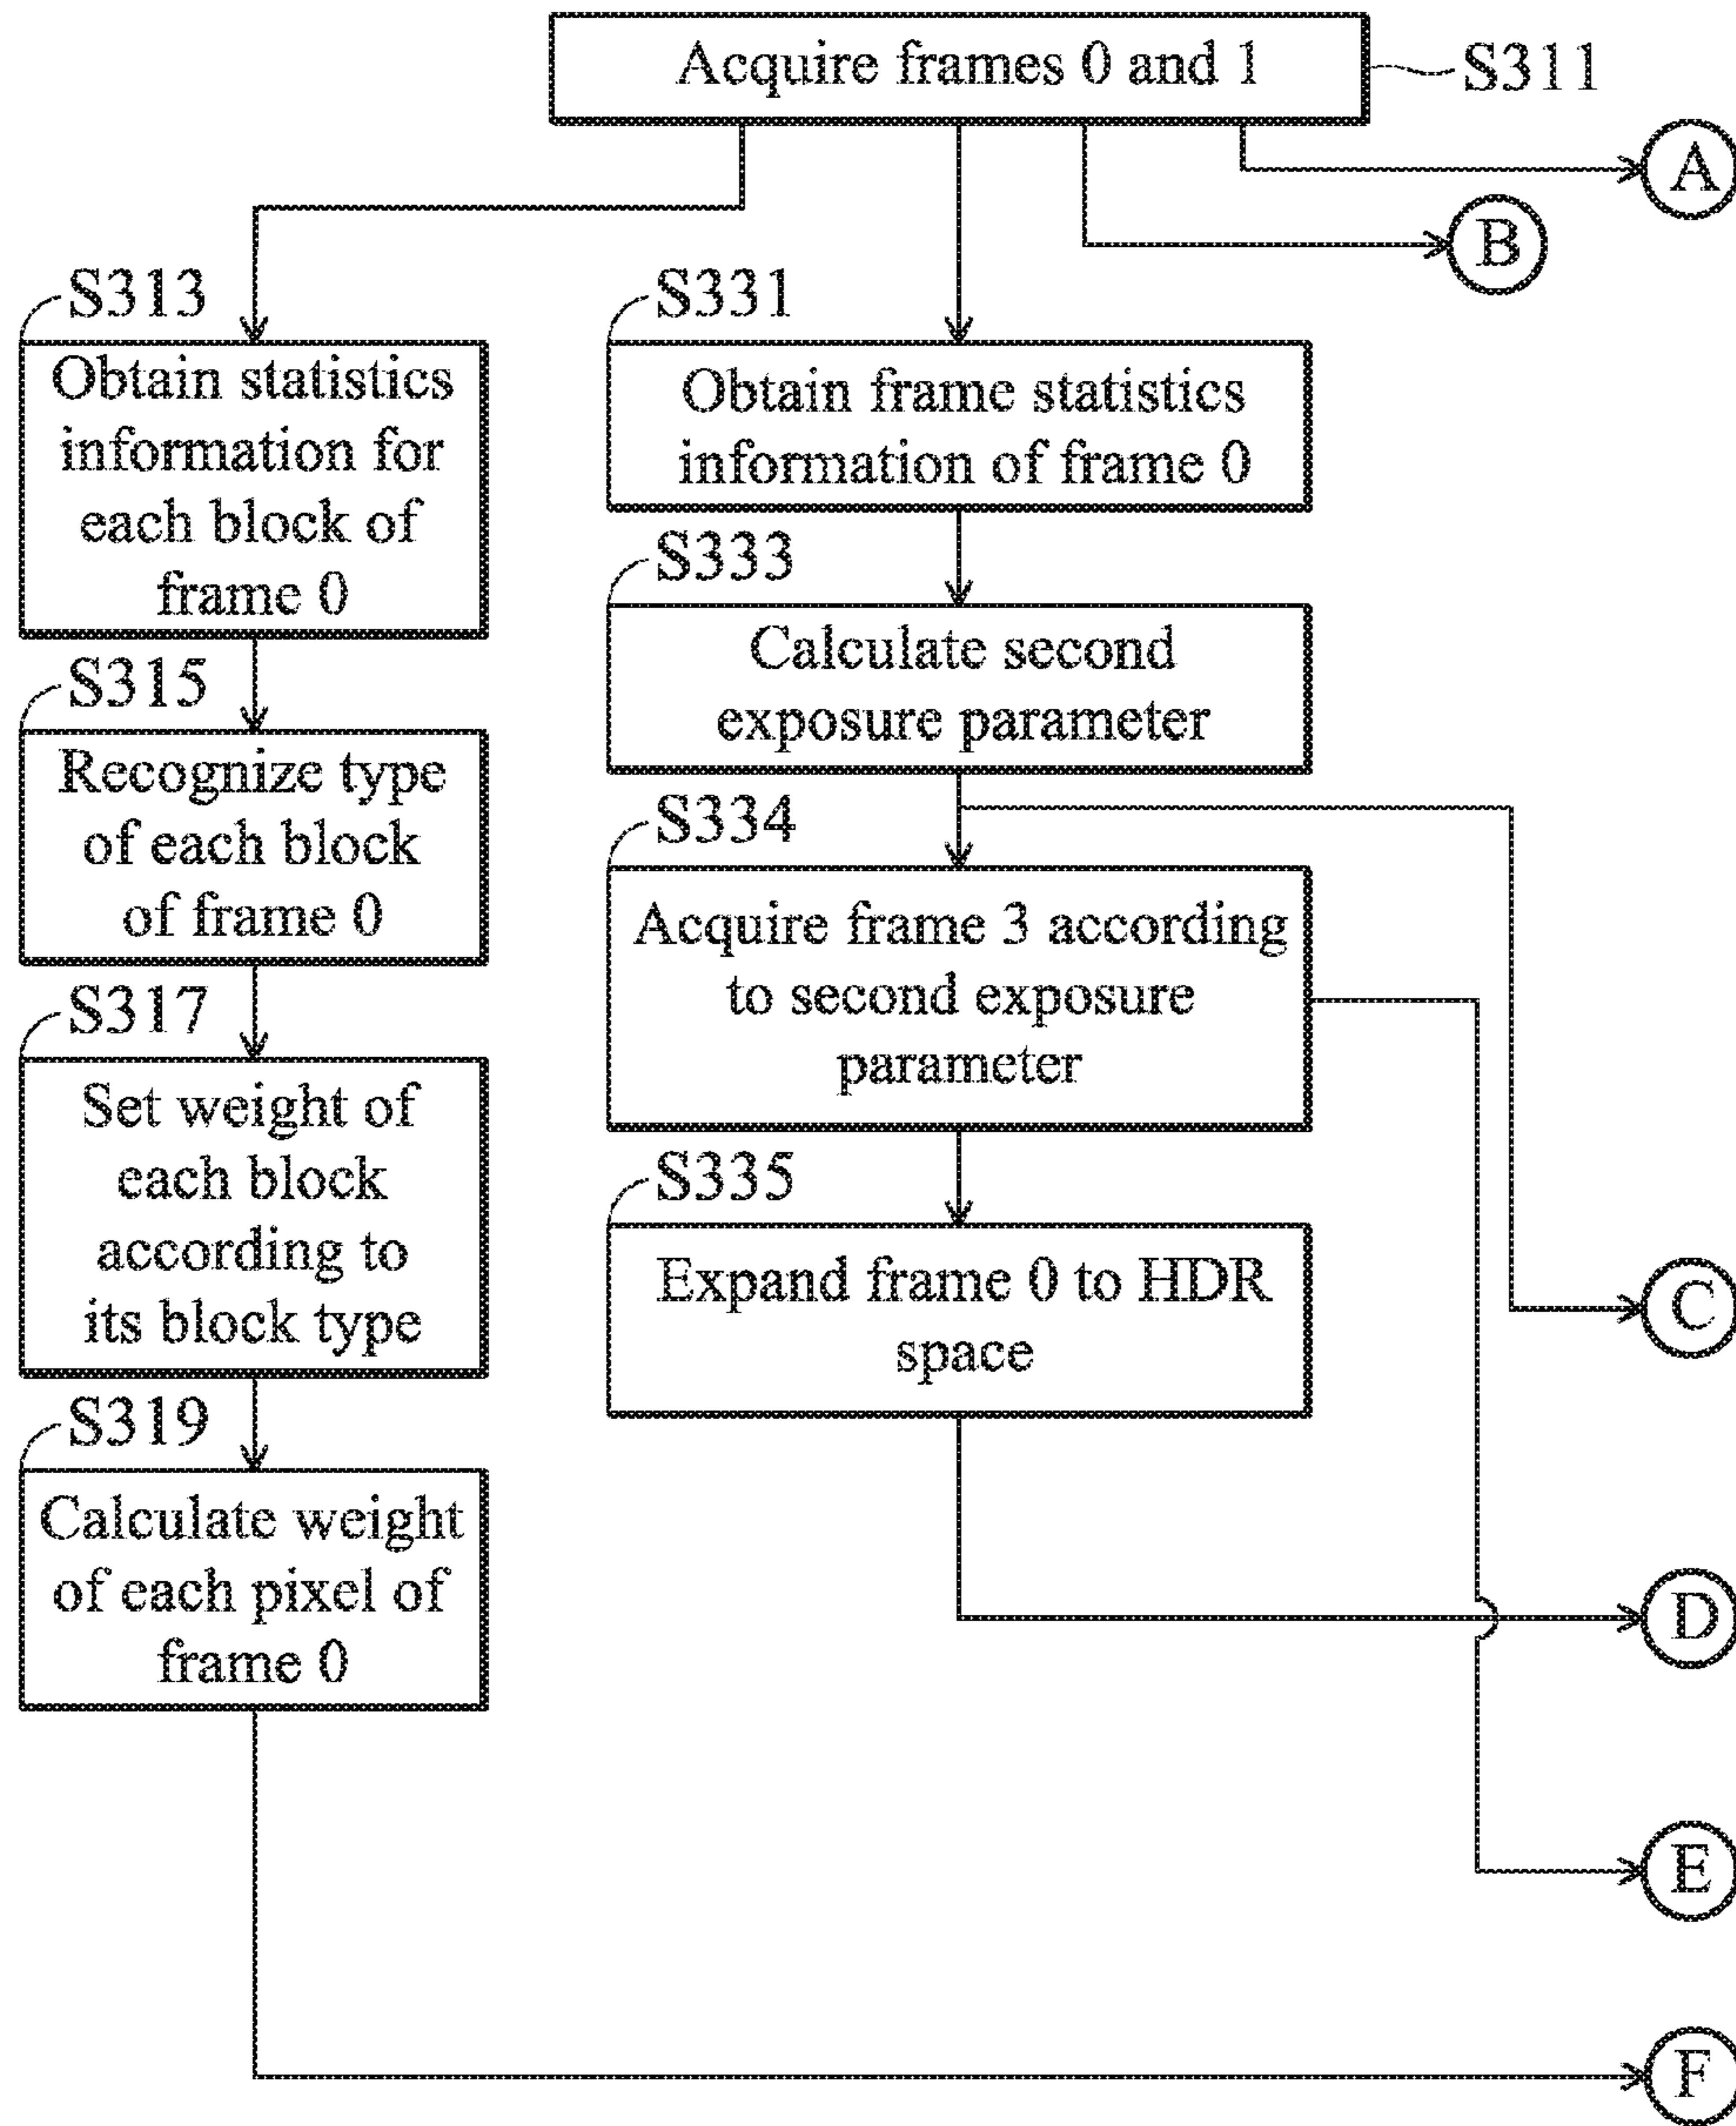 Acquire frames 0 and 1
S311
A
B
S313
Obtain statistics
information for
each block of
frame 0
S315
Recognize type
of each block
of frame 0
S317
Set weight of
each block
according to
its block type
S319
Calculate weight
of each pixel of
frame 0
S331
Obtain frame statistics
information of frame 0
S333
Calculate second
exposure parameter
S334
Acquire frame 3 according
to second exposure
parameter
S335
Expand frame 0 to HDR
space
C
D
E
F